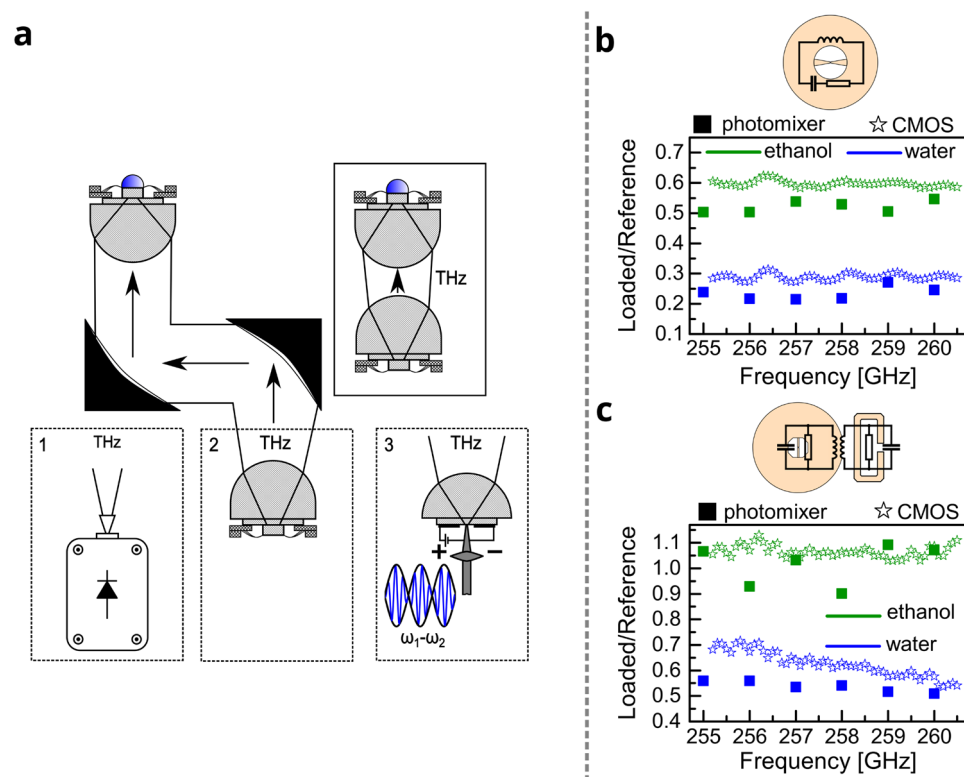 a
THz
1
THz
2
THz
3
THz
+
−
ω1-ω2
b
photomixer
CMOS
ethanol
water
Loaded/Reference
0.7
0.6
0.5
0.4
0.3
0.2
0.1
255 256 257 258 259 260
Frequency [GHz]
c
photomixer
CMOS
Loaded/Reference
1.1
1.0
0.9
0.8
0.7
0.6
0.5
0.4
ethanol
water
255 256 257 258 259 260
Frequency [GHz]